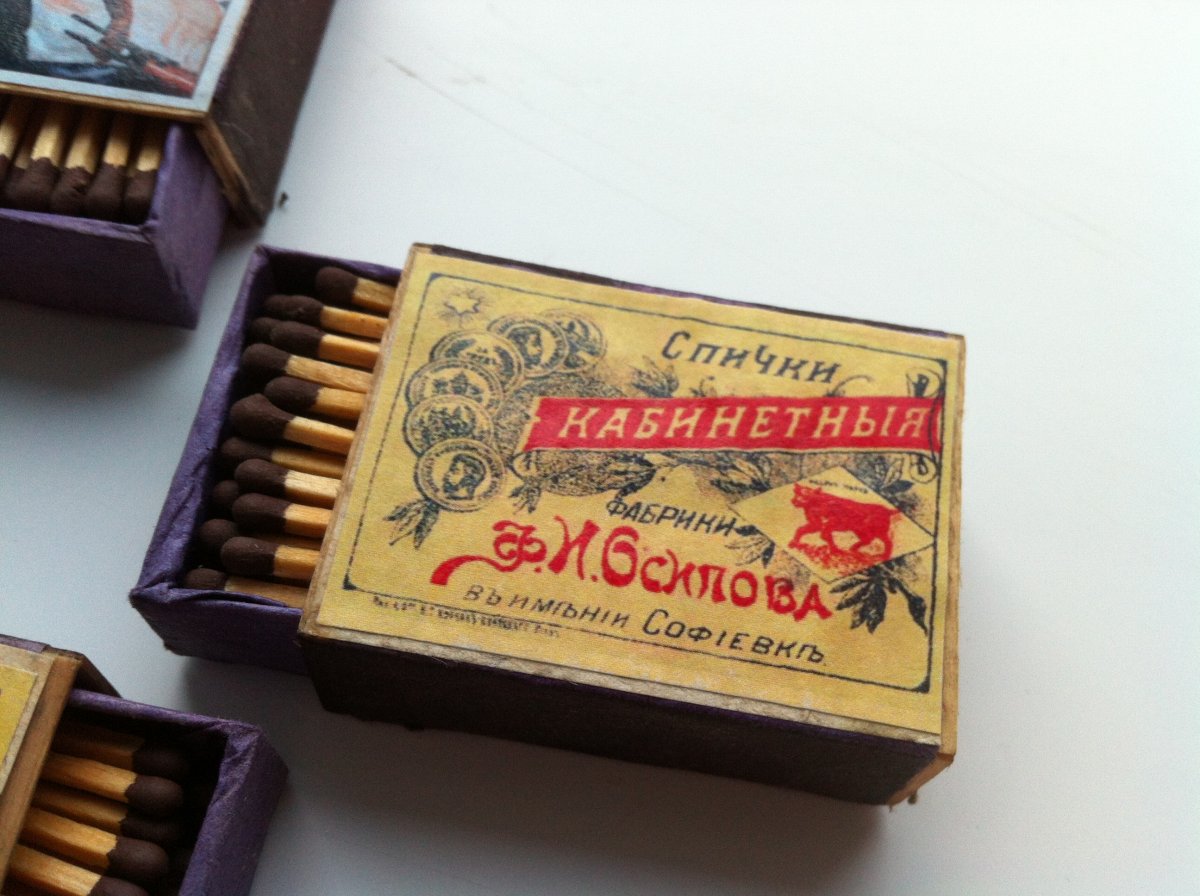 Спички
КАБИНЕТНЫЯ
ФАБРИКИ
Ф.И.Осипова
ВЪ ИМѢНІИ СОФІЕВКѢ.